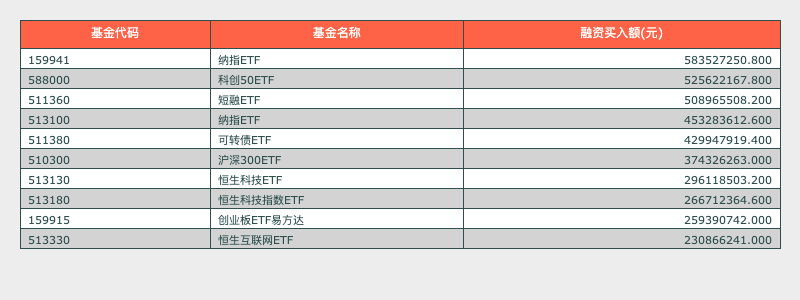 基金代码 基金名称 融资买入额(元)
159941 纳指ETF 583527250.800
588000 科创50ETF 525622167.800
511360 短融ETF 508965508.200
513100 纳指ETF 453283612.600
511380 可转债ETF 429947919.400
510300 沪深300ETF 374326263.000
513130 恒生科技ETF 296118503.200
513180 恒生科技指数ETF 266712364.600
159915 创业板ETF易方达 259390742.000
513330 恒生互联网ETF 230866241.000